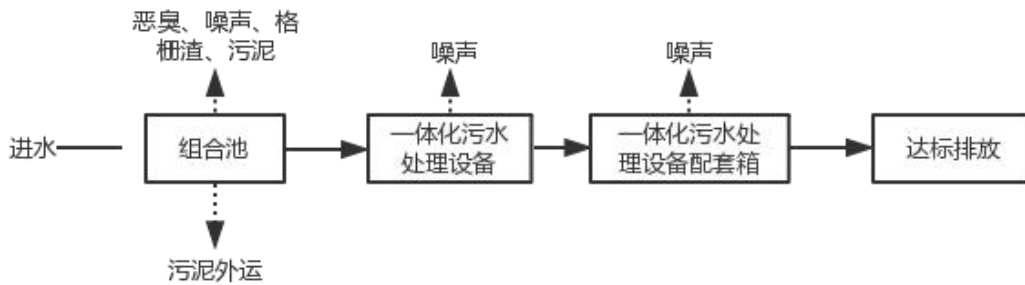 恶臭、噪声、格
栅渣、污泥
噪声
噪声
进水
组合池
一体化污水
处理设备
一体化污水处
理设备配套箱
达标排放
污泥外运